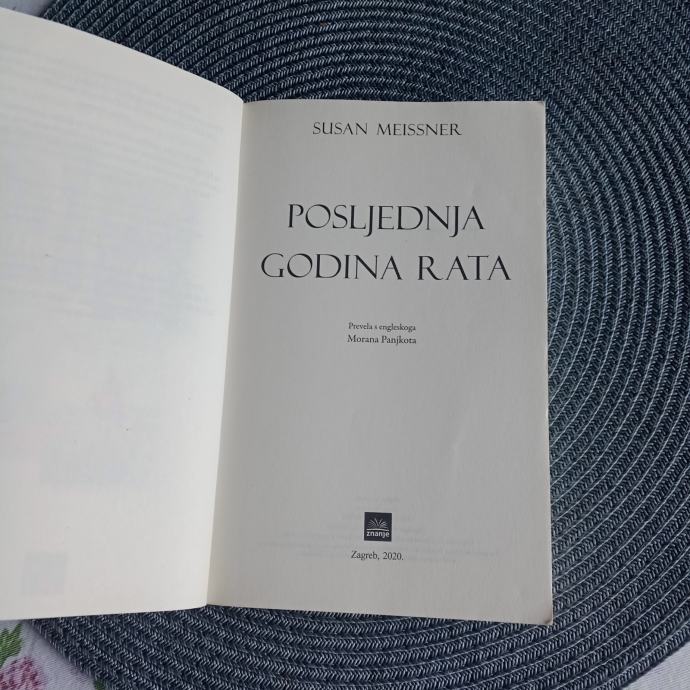 SUSAN MEISSNER
POSLJEDNJA
GODINA RATA
Prevela s engleskoga
Morana Panjkota
znanje
Zagreb, 2020.